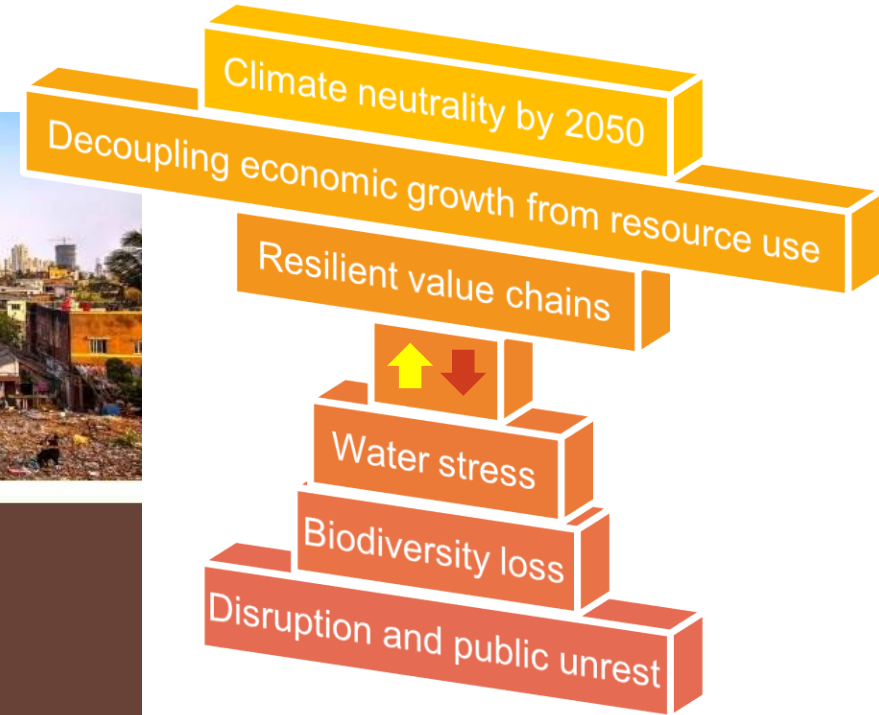 Climate neutrality by 2050
Decoupling economic growth from resource use
Resilient value chains
Water stress
Biodiversity loss
Disruption and public unrest